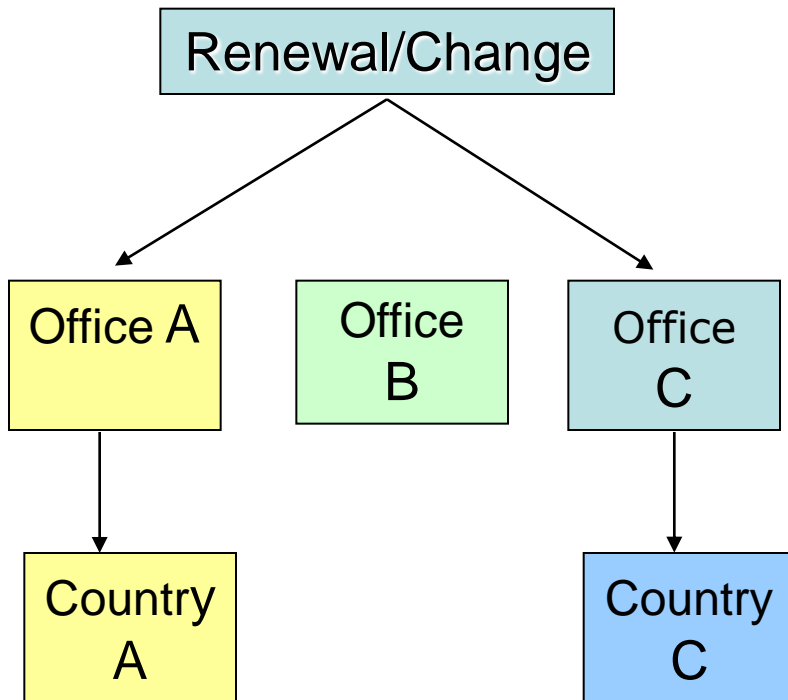 Renewal/Change
Office A
Office
B
Office
C
Country
A
Country
C